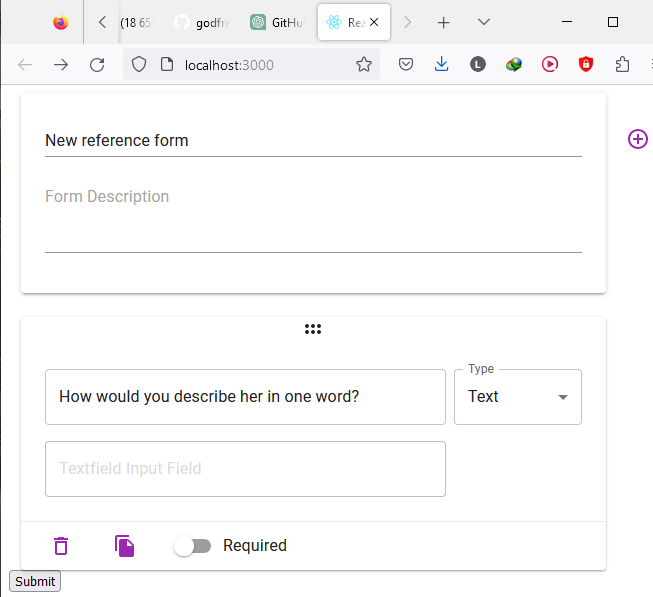 (18 65
godfre
GitHu
Rea
localhost:3000
L
New reference form
Form Description
Type
How would you describe her in one word?
Text
Textfield Input Field
Required
Submit